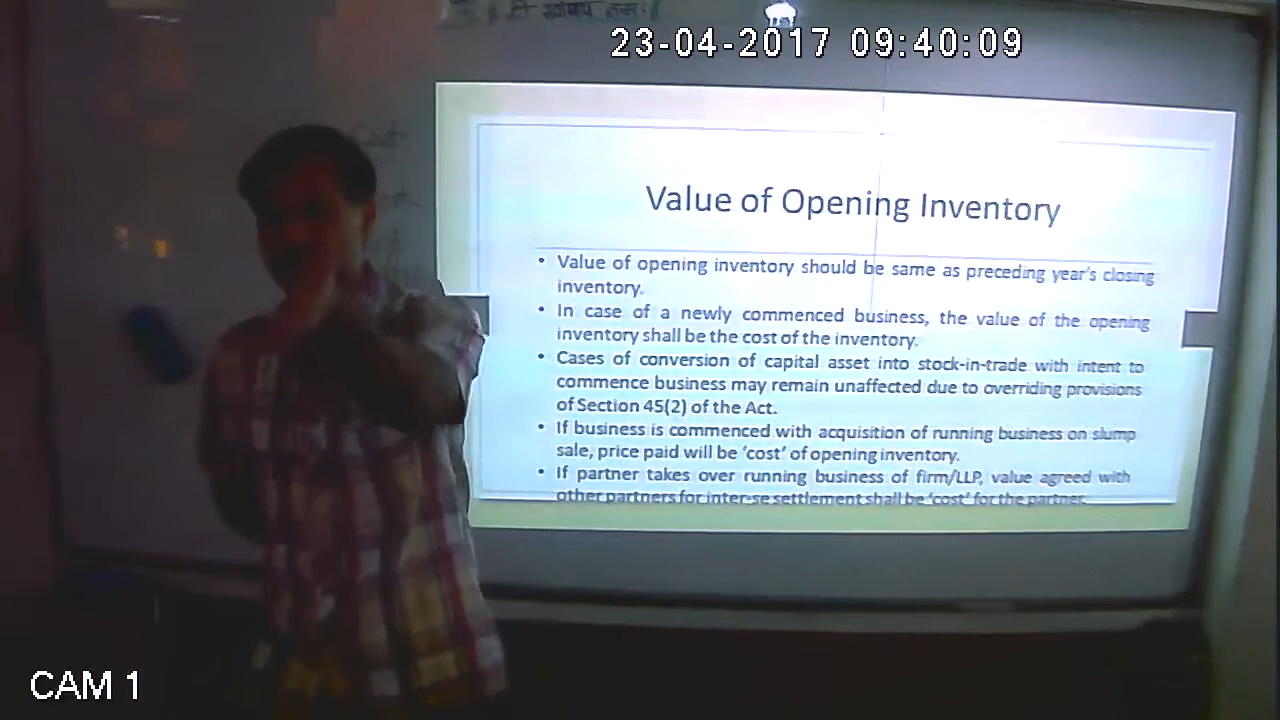 23-04-2017 09:40:09
Value of Opening Inventory
• Value of opening inventory should be same as preceding year's closing
inventory.
• In case of a newly commenced business, the value of the opening
inventory shall be the cost of the inventory.
• Cases of conversion of capital asset into stock-in-trade with intent to
commence business may remain unaffected due to overriding provisions
of Section 45(2) of the Act.
• If business is commenced with acquisition of running business on slump
sale, price paid will be 'cost' of opening inventory.
• If partner takes over running business of firm/LLP, value agreed with
other partners for inter-se settlement shall be 'cost' for the partner.
CAM 1